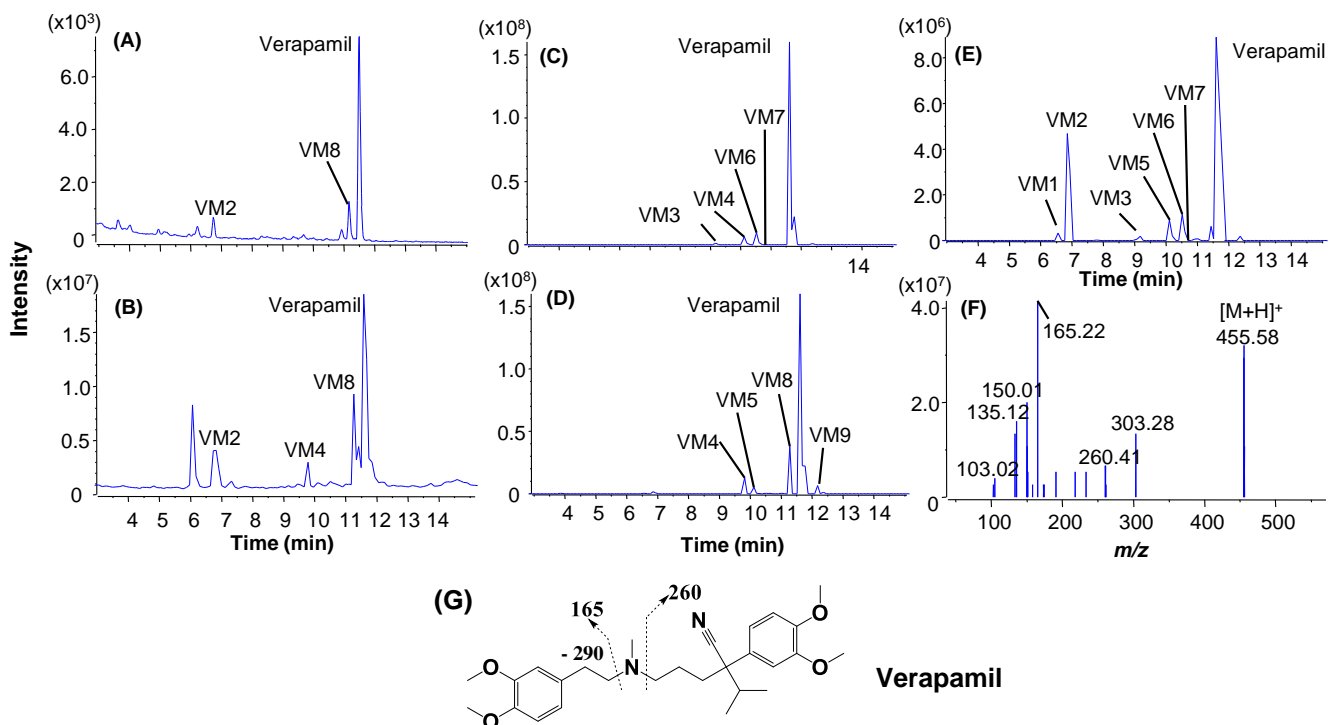 Intensity
(x10³)
(A)
Verapamil
6.0
4.0
2.0
0
VM2
VM8
4 5 6 7 8 9 10 11 12 13 14
(x10⁷)
(B)
Verapamil
1.5
1.0
0.5
0
VM2
VM4
VM8
4 5 6 7 8 9 10 11 12 13 14
Time (min)
(x10⁸)
(C)
Verapamil
1.5
1.0
0.5
0
VM3
VM4
VM6
VM7
14
(x10⁸)
(D)
Verapamil
1.5
1.0
0.5
0
VM4
VM5
VM8
VM9
4 5 6 7 8 9 10 11 12 13 14
Time (min)
(x10⁶)
(E)
Verapamil
8.0
6.0
4.0
2.0
0
VM1
VM2
VM3
VM5
VM6
VM7
4 5 6 7 8 9 10 11 12 13 14
Time (min)
(x10⁷)
(F)
[M+H]⁺
4.0
2.0
0
103.02
135.12
150.01
165.22
260.41
303.28
455.58
100 200 300 400 500
m/z
(G)
165
- 290
260
N
N
O
O
O
O
Verapamil